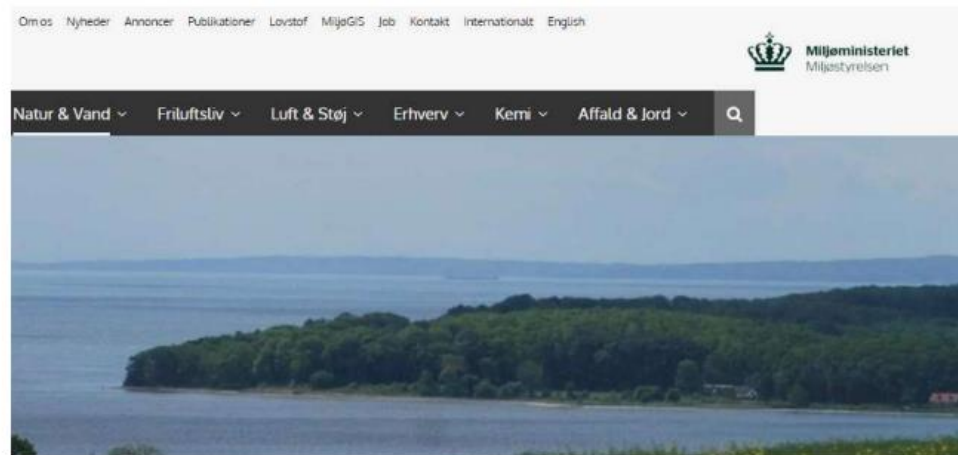 Om os Nyheder Annoncer Publikationer Lovstof MiljøGIS Job Kontakt Internationalt English
Miljøministeriet
Miljøstyrelsen
Natur & Vand Friluftsliv Luft & Støj Erhverv Kemi Affald & Jord